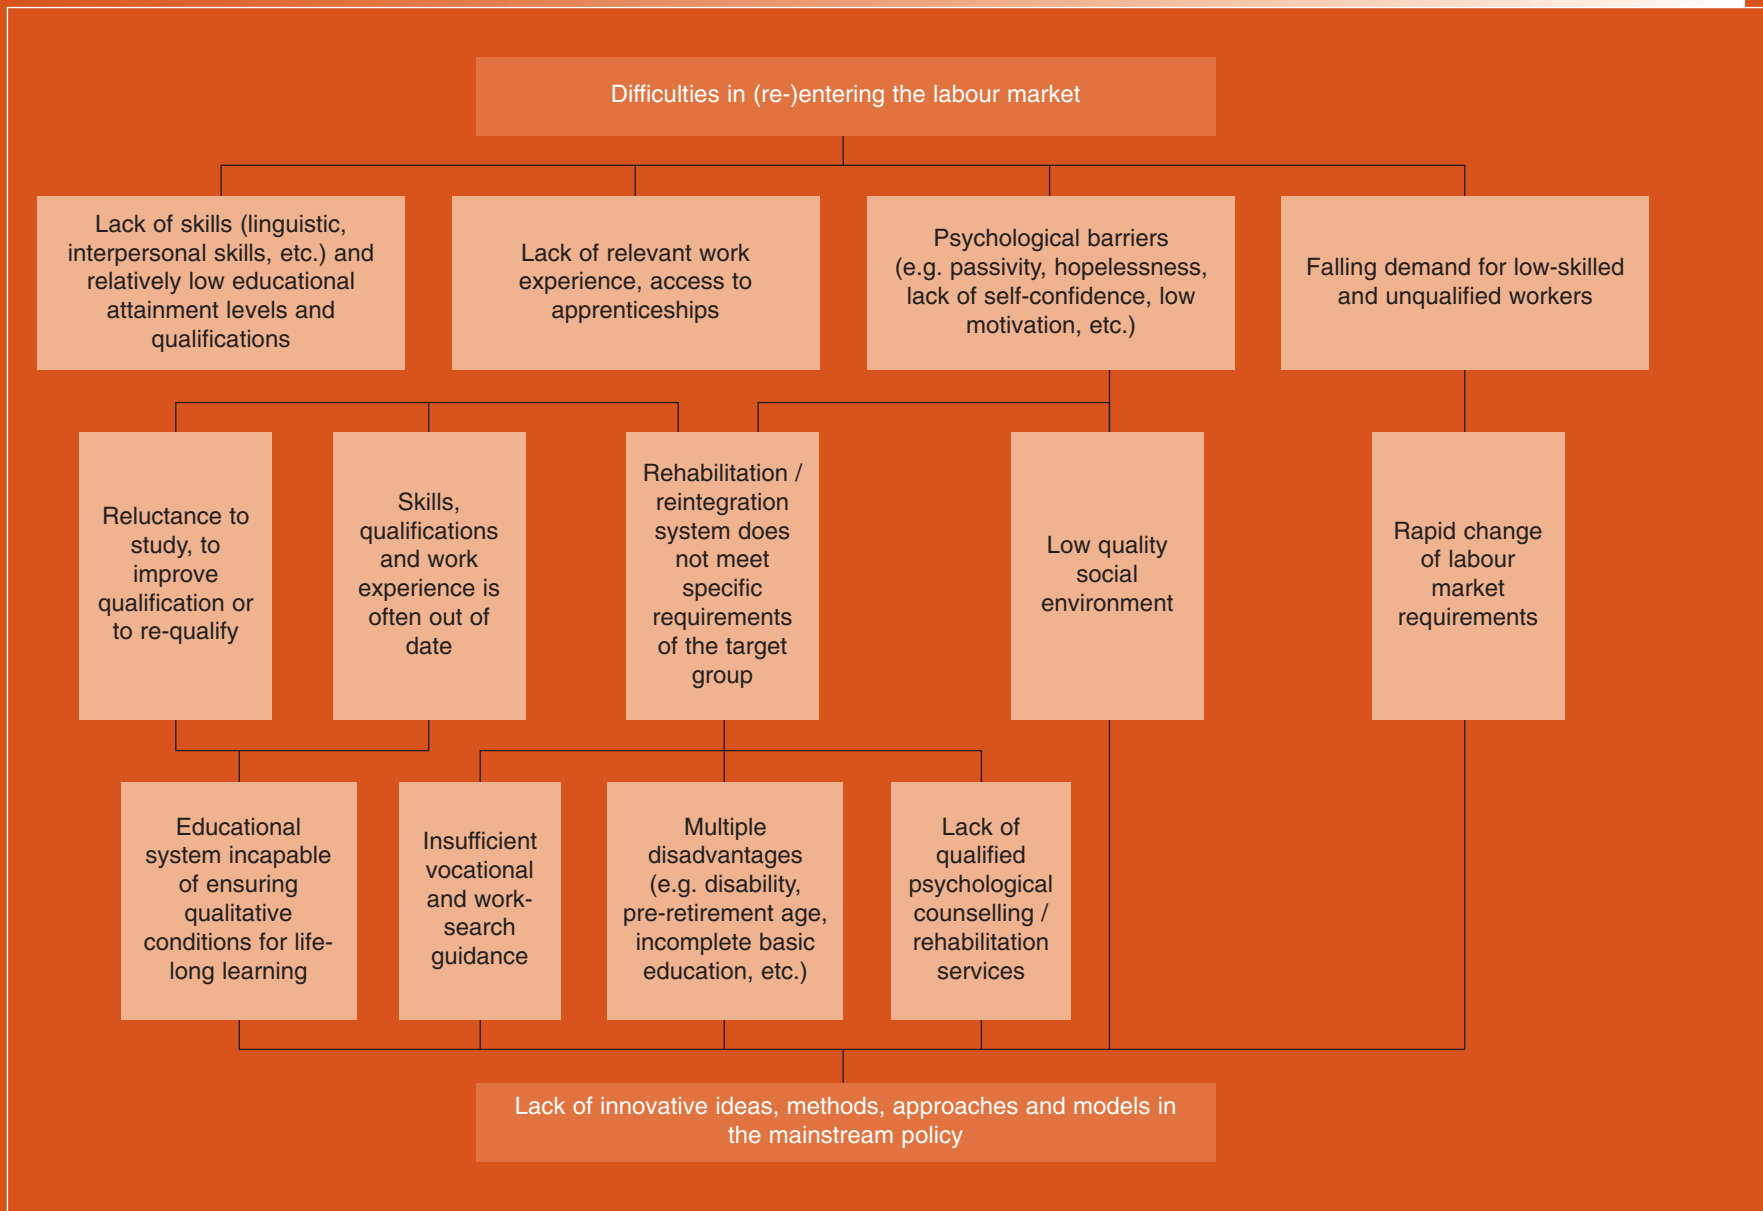 Difficulties in (re-)entering the labour market
Lack of skills (linguistic,
interpersonal skills, etc.) and
relatively low educational
attainment levels and
qualifications
Lack of relevant work
experience, access to
apprenticeships
Psychological barriers
(e.g. passivity, hopelessness,
lack of self-confidence, low
motivation, etc.)
Falling demand for low-skilled
and unqualified workers
Reluctance to
study, to
improve
qualification or
to re-qualify
Skills,
qualifications
and work
experience is
often out of
date
Rehabilitation /
reintegration
system does
not meet
specific
requirements
of the target
group
Low quality
social
environment
Rapid change
of labour
market
requirements
Educational
system incapable
of ensuring
qualitative
conditions for life-
long learning
Insufficient
vocational
and work-
search
guidance
Multiple
disadvantages
(e.g. disability,
pre-retirement age,
incomplete basic
education, etc.)
Lack of
qualified
psychological
counselling /
rehabilitation
services
Lack of innovative ideas, methods, approaches and models in
the mainstream policy